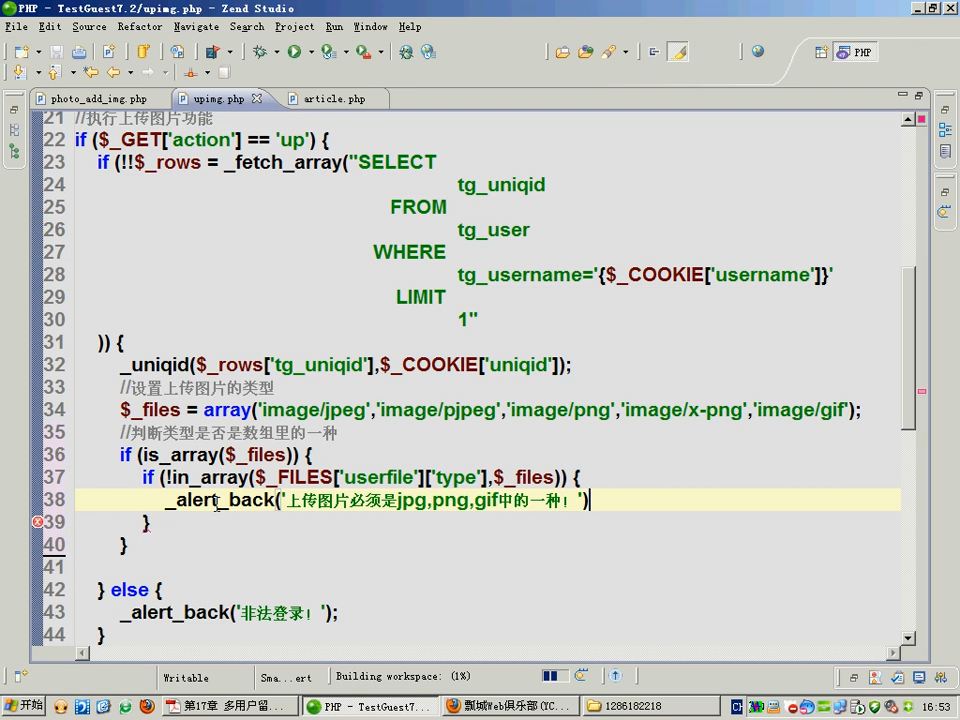 PHP - TestGuest7.2/upimg.php - Zend Studio
File Edit Source Refactor Navigate Search Project Run Window Help
PHP
photo_add_img.php upimg.php article.php
21 //执行上传图片功能
22 if ($_GET['action'] == 'up') {
23 if (!!$_rows = _fetch_array("SELECT
24 tg_uniqid
25 FROM
26 tg_user
27 WHERE
28 tg_username='{$_COOKIE['username']}'
29 LIMIT
30 1"
31 )) {
32 _uniqid($_rows['tg_uniqid'],$_COOKIE['uniqid']);
33 //设置上传图片的类型
34 $_files = array('image/jpeg','image/pjpeg','image/png','image/x-png','image/gif');
35 //判断类型是否是数组里的一种
36 if (is_array($_files)) {
37 if (!in_array($_FILES['userfile']['type'],$_files)) {
38 _alert_back('上传图片必须是jpg,png,gif中的一种！')
39 }
40 }
41
42 } else {
43 _alert_back('非法登录！');
44 }
Writable Sma...ert Building workspace: (1%)
开始 第17章 多用户留... PHP - TestGuest7... 瓢城Web俱乐部(YC... 1286182218 16:53